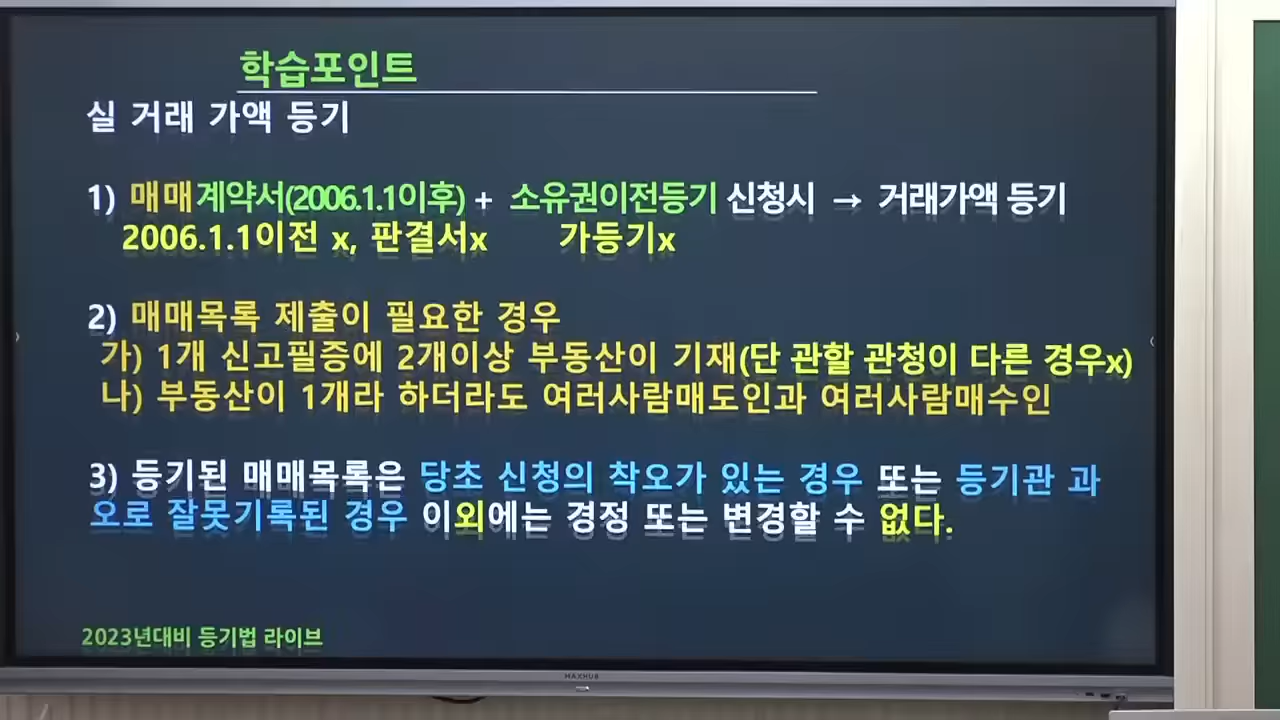 학습포인트
실 거래 가액 등기
1) 매매계약서(2006.1.1이후) + 소유권이전등기 신청시 → 거래가액 등기
2006.1.1이전 x, 판결서x 가등기x
2) 매매목록 제출이 필요한 경우
가) 1개 신고필증에 2개이상 부동산이 기재(단 관할 관청이 다른 경우x)
나) 부동산이 1개라 하더라도 여러사람매도인과 여러사람매수인
3) 등기된 매매목록은 당초 신청의 착오가 있는 경우 또는 등기관 과
오로 잘못기록된 경우 이외에는 경정 또는 변경할 수 없다.
2023년대비 등기법 라이브
MAXHUB